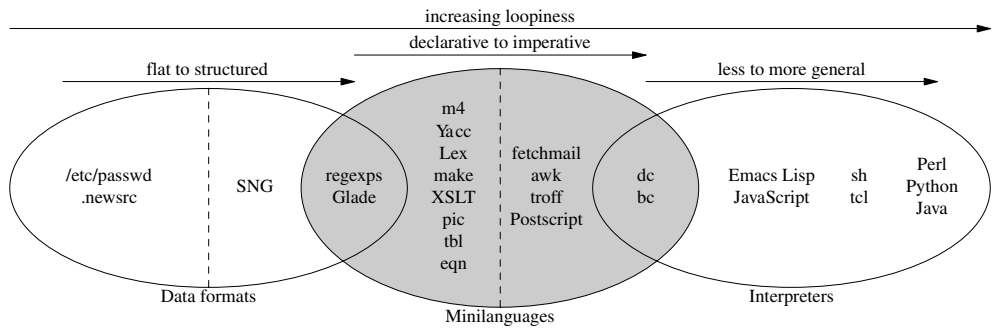 increasing loopiness
declarative to imperative
flat to structured
less to more general
/etc/passwd
.newsrc
SNG
regexps
Glade
m4
Yacc
Lex
make
XSLT
pic
tbl
eqn
fetchmail
awk
troff
Postscript
dc
bc
Emacs Lisp
JavaScript
sh
tcl
Perl
Python
Java
Data formats
Minilanguages
Interpreters